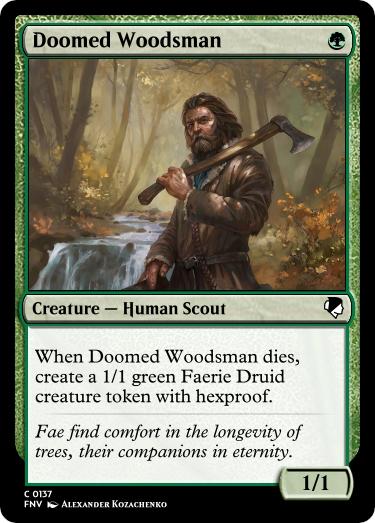 Doomed Woodsman
Creature — Human Scout
When Doomed Woodsman dies,
create a 1/1 green Faerie Druid
creature token with hexproof.
Fae find comfort in the longevity of
trees, their companions in eternity.
1/1
C 0137
FNV Alexander Kozachenko